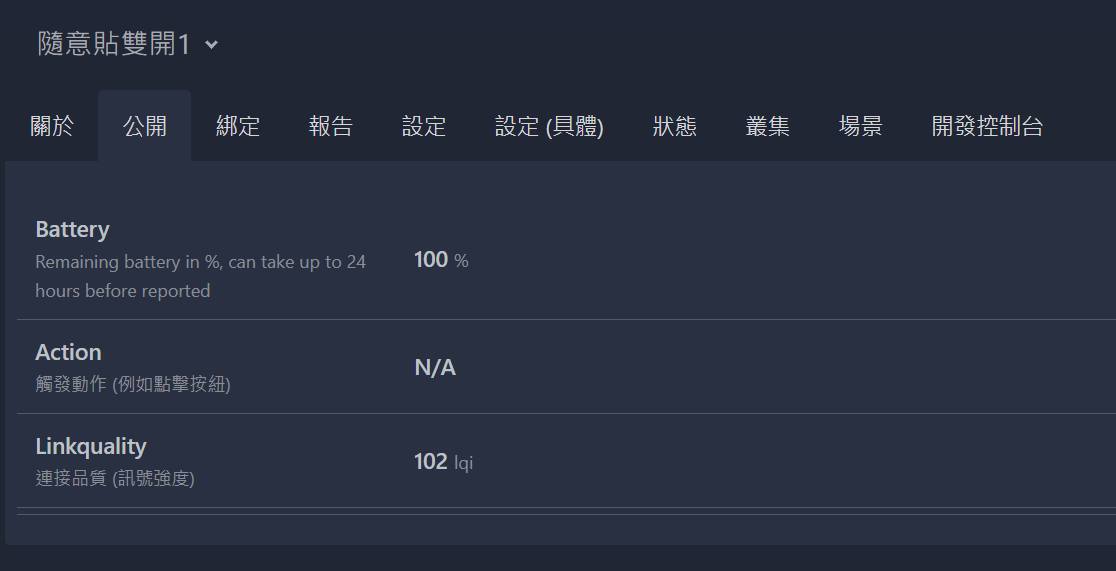 隨意貼雙開1
關於 公開 綁定 報告 設定 設定 (具體) 狀態 叢集 場景 開發控制台
Battery
Remaining battery in %, can take up to 24
hours before reported
100 %
Action
觸發動作 (例如點擊按鈕)
N/A
Linkquality
連接品質 (訊號強度)
102 lqi